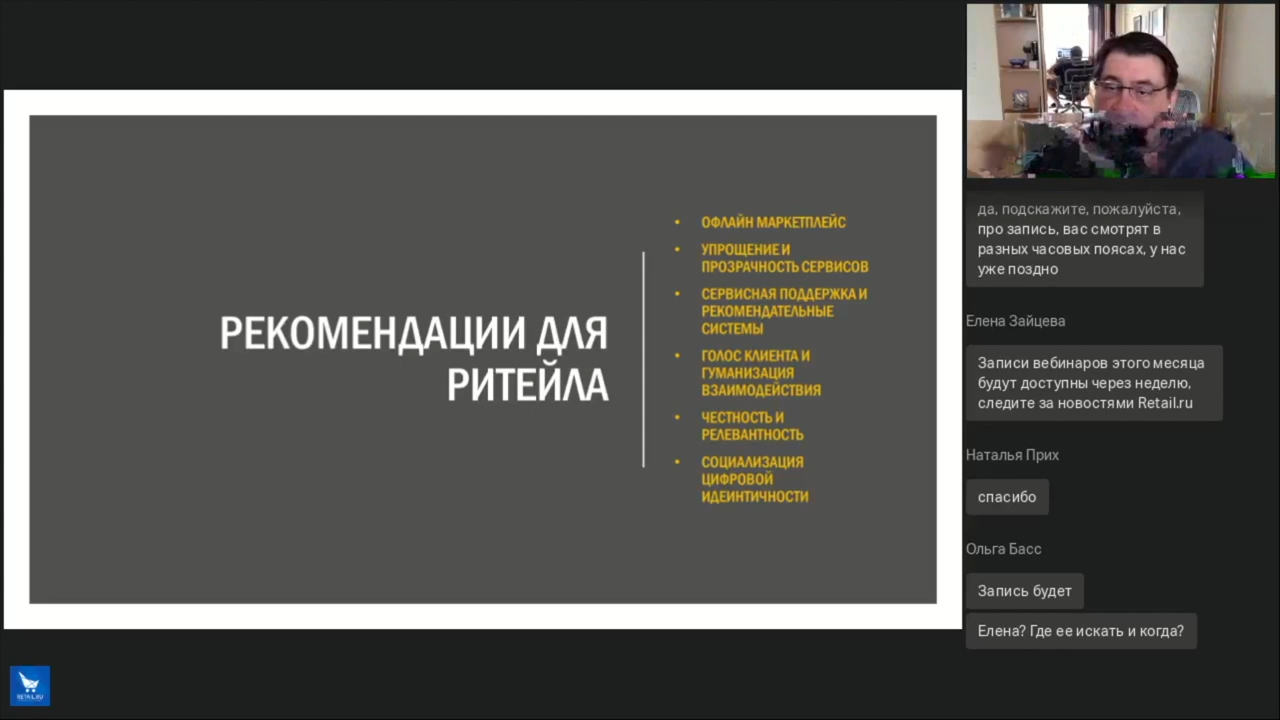 РЕКОМЕНДАЦИИ ДЛЯ
РИТЕЙЛА
• ОФЛАЙН МАРКЕТПЛЕЙС
• УПРОЩЕНИЕ И
ПРОЗРАЧНОСТЬ СЕРВИСОВ
• СЕРВИСНАЯ ПОДДЕРЖКА И
РЕКОМЕНДАТЕЛЬНЫЕ
СИСТЕМЫ
• ГОЛОС КЛИЕНТА И
ГУМАНИЗАЦИЯ
ВЗАИМОДЕЙСТВИЯ
• ЧЕСТНОСТЬ И
РЕЛЕВАНТНОСТЬ
• СОЦИАЛИЗАЦИЯ
ЦИФРОВОЙ
ИДЕИНТИЧНОСТИ
да, подскажите, пожалуйста,
про запись, вас смотрят в
разных часовых поясах, у нас
уже поздно
Елена Зайцева
Записи вебинаров этого месяца
будут доступны через неделю,
следите за новостями Retail.ru
Наталья Прих
спасибо
Ольга Басс
Запись будет
Елена? Где ее искать и когда?
RETAIL.RU